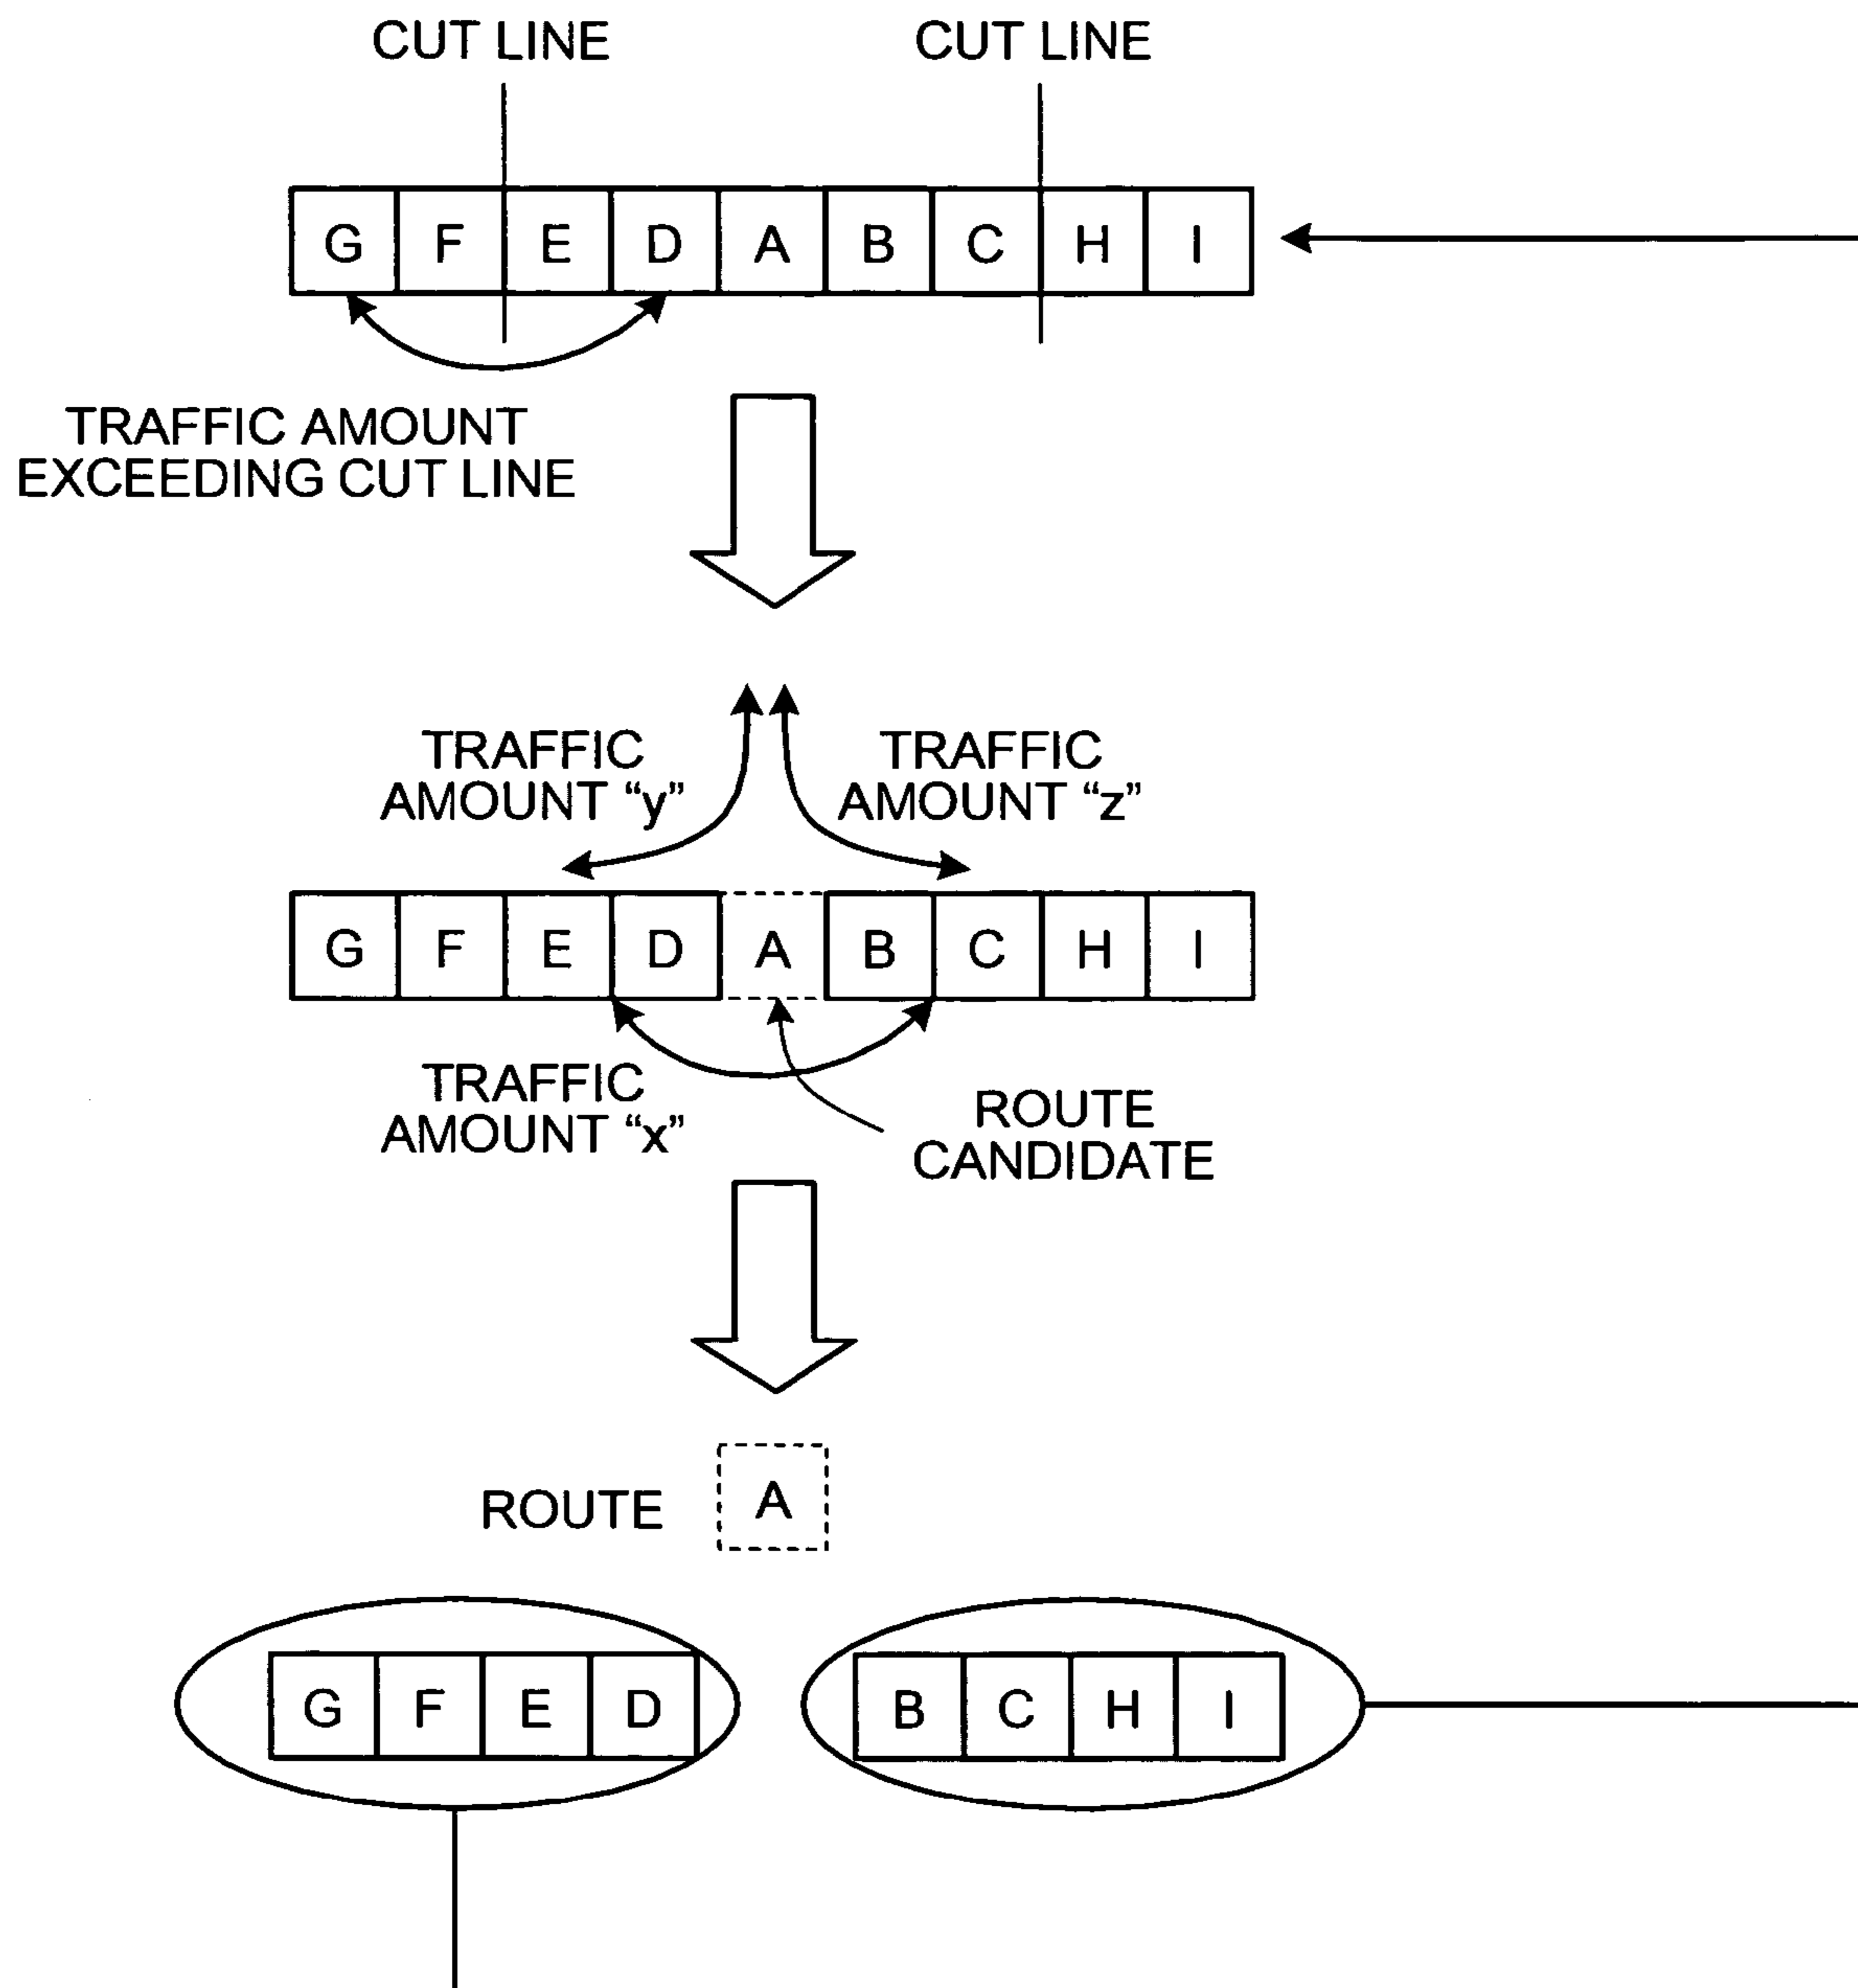 CUT LINE CUT LINE
G F E D A B C H I
TRAFFIC AMOUNT
EXCEEDING CUT LINE
TRAFFIC
AMOUNT “y”
TRAFFIC
AMOUNT “z”
G F E D A B C H I
TRAFFIC
AMOUNT “x”
ROUTE
CANDIDATE
ROUTE A
G F E D
B C H I